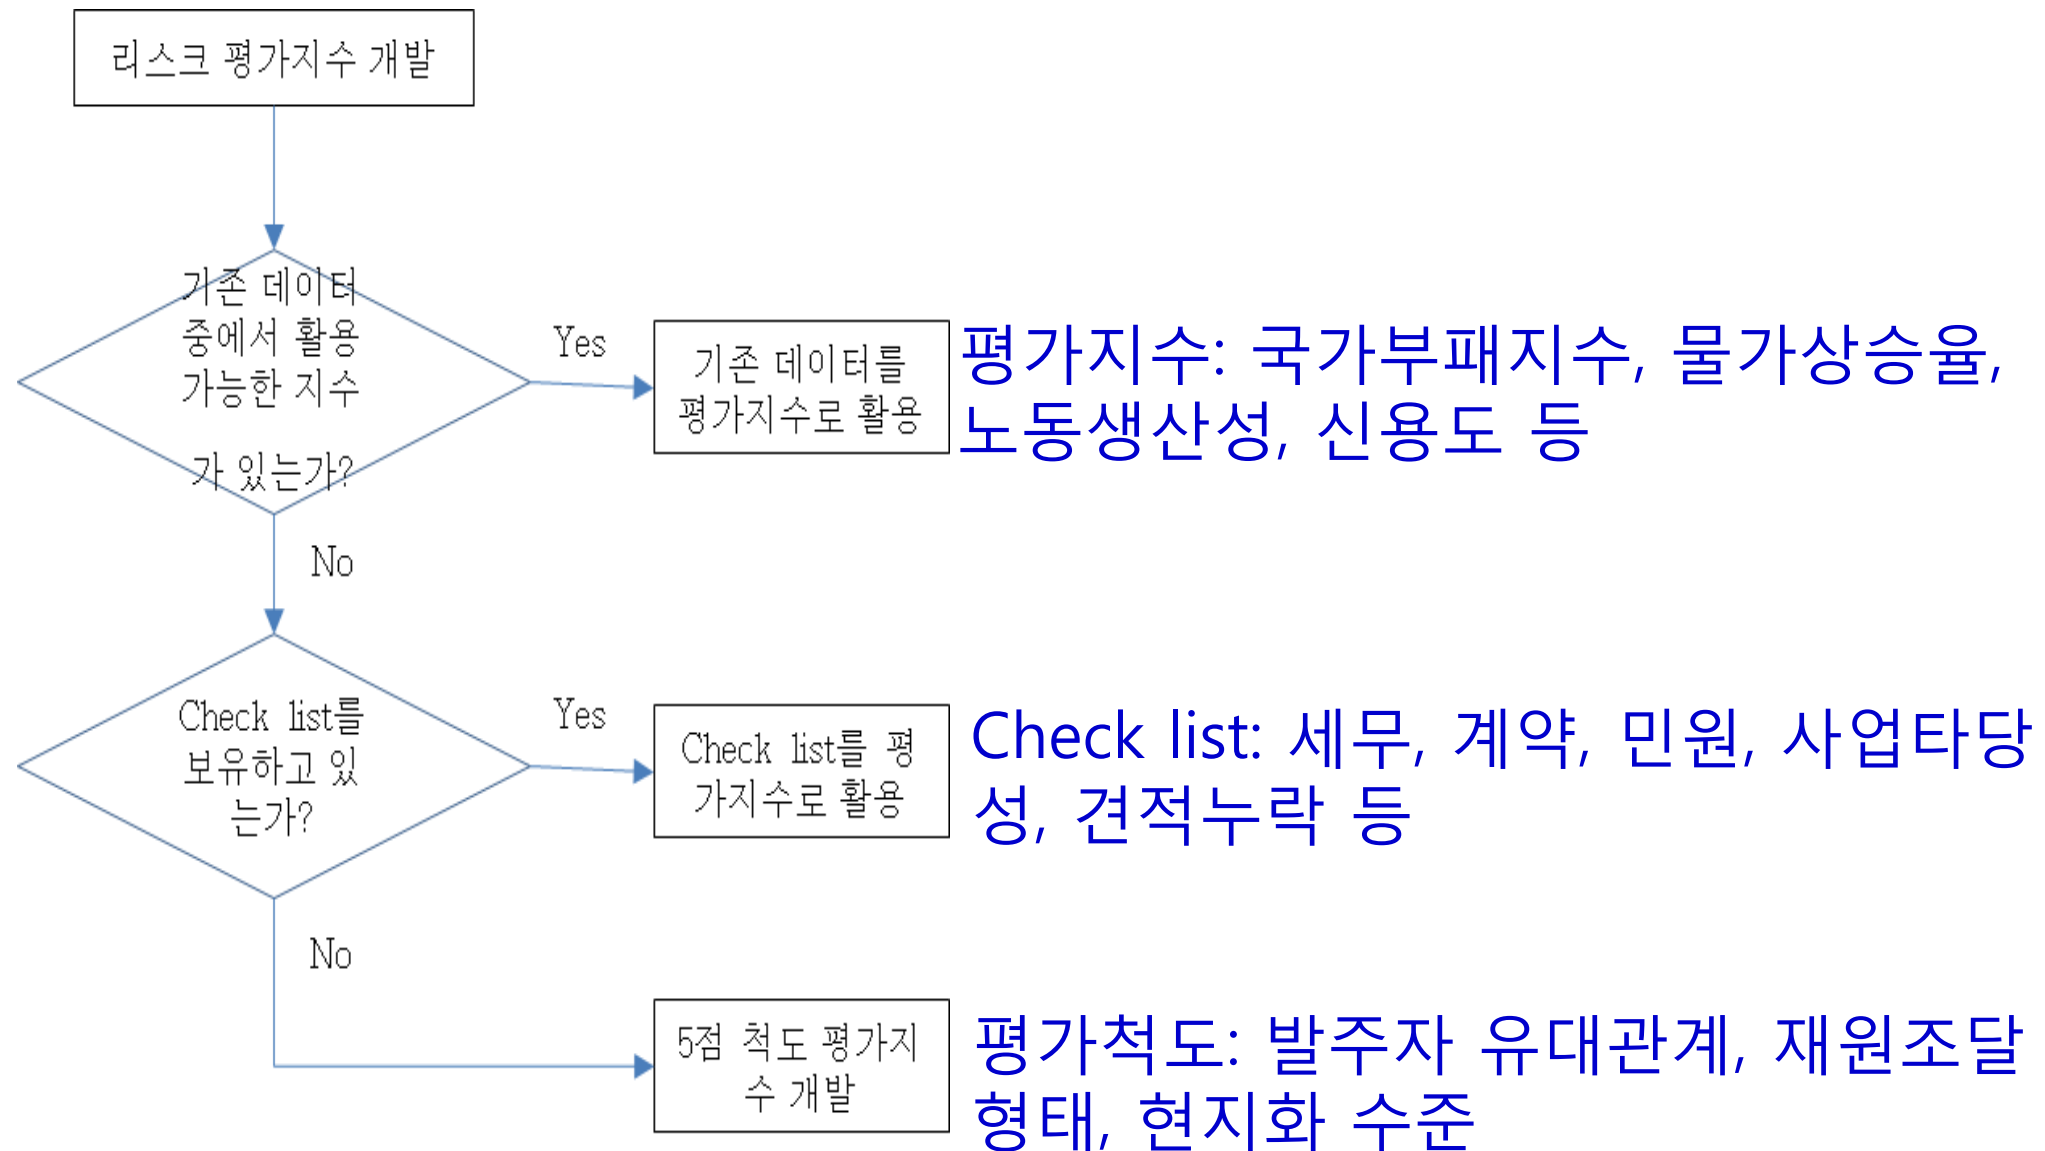 리스크 평가지수 개발
기존 데이터
중에서 활용
가능한 지수
가 있는가?
Yes
기존 데이터를
평가지수로 활용
평가지수: 국가부패지수, 물가상승율,
노동생산성, 신용도 등
No
Check list를
보유하고 있
는가?
Yes
Check list를 평
가지수로 활용
Check list: 세무, 계약, 민원, 사업타당
성, 견적누락 등
No
5점 척도 평가지
수 개발
평가척도: 발주자 유대관계, 재원조달
형태, 현지화 수준